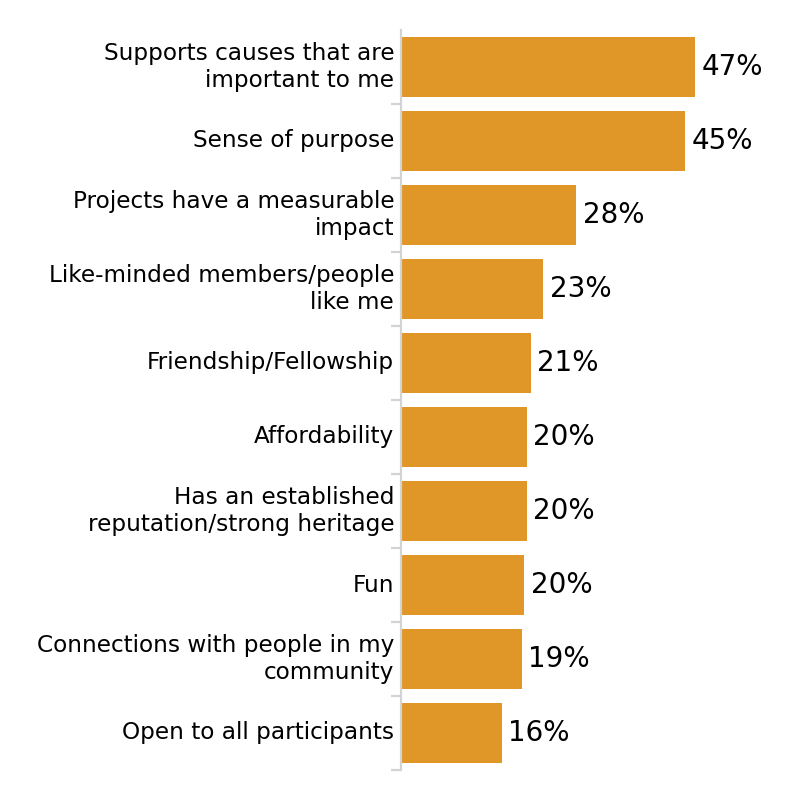 Supports causes that are
important to me
47%
Sense of purpose
45%
Projects have a measurable
impact
28%
Like-minded members/people
like me
23%
Friendship/Fellowship
21%
Affordability
20%
Has an established
reputation/strong heritage
20%
Fun
20%
Connections with people in my
community
19%
Open to all participants
16%